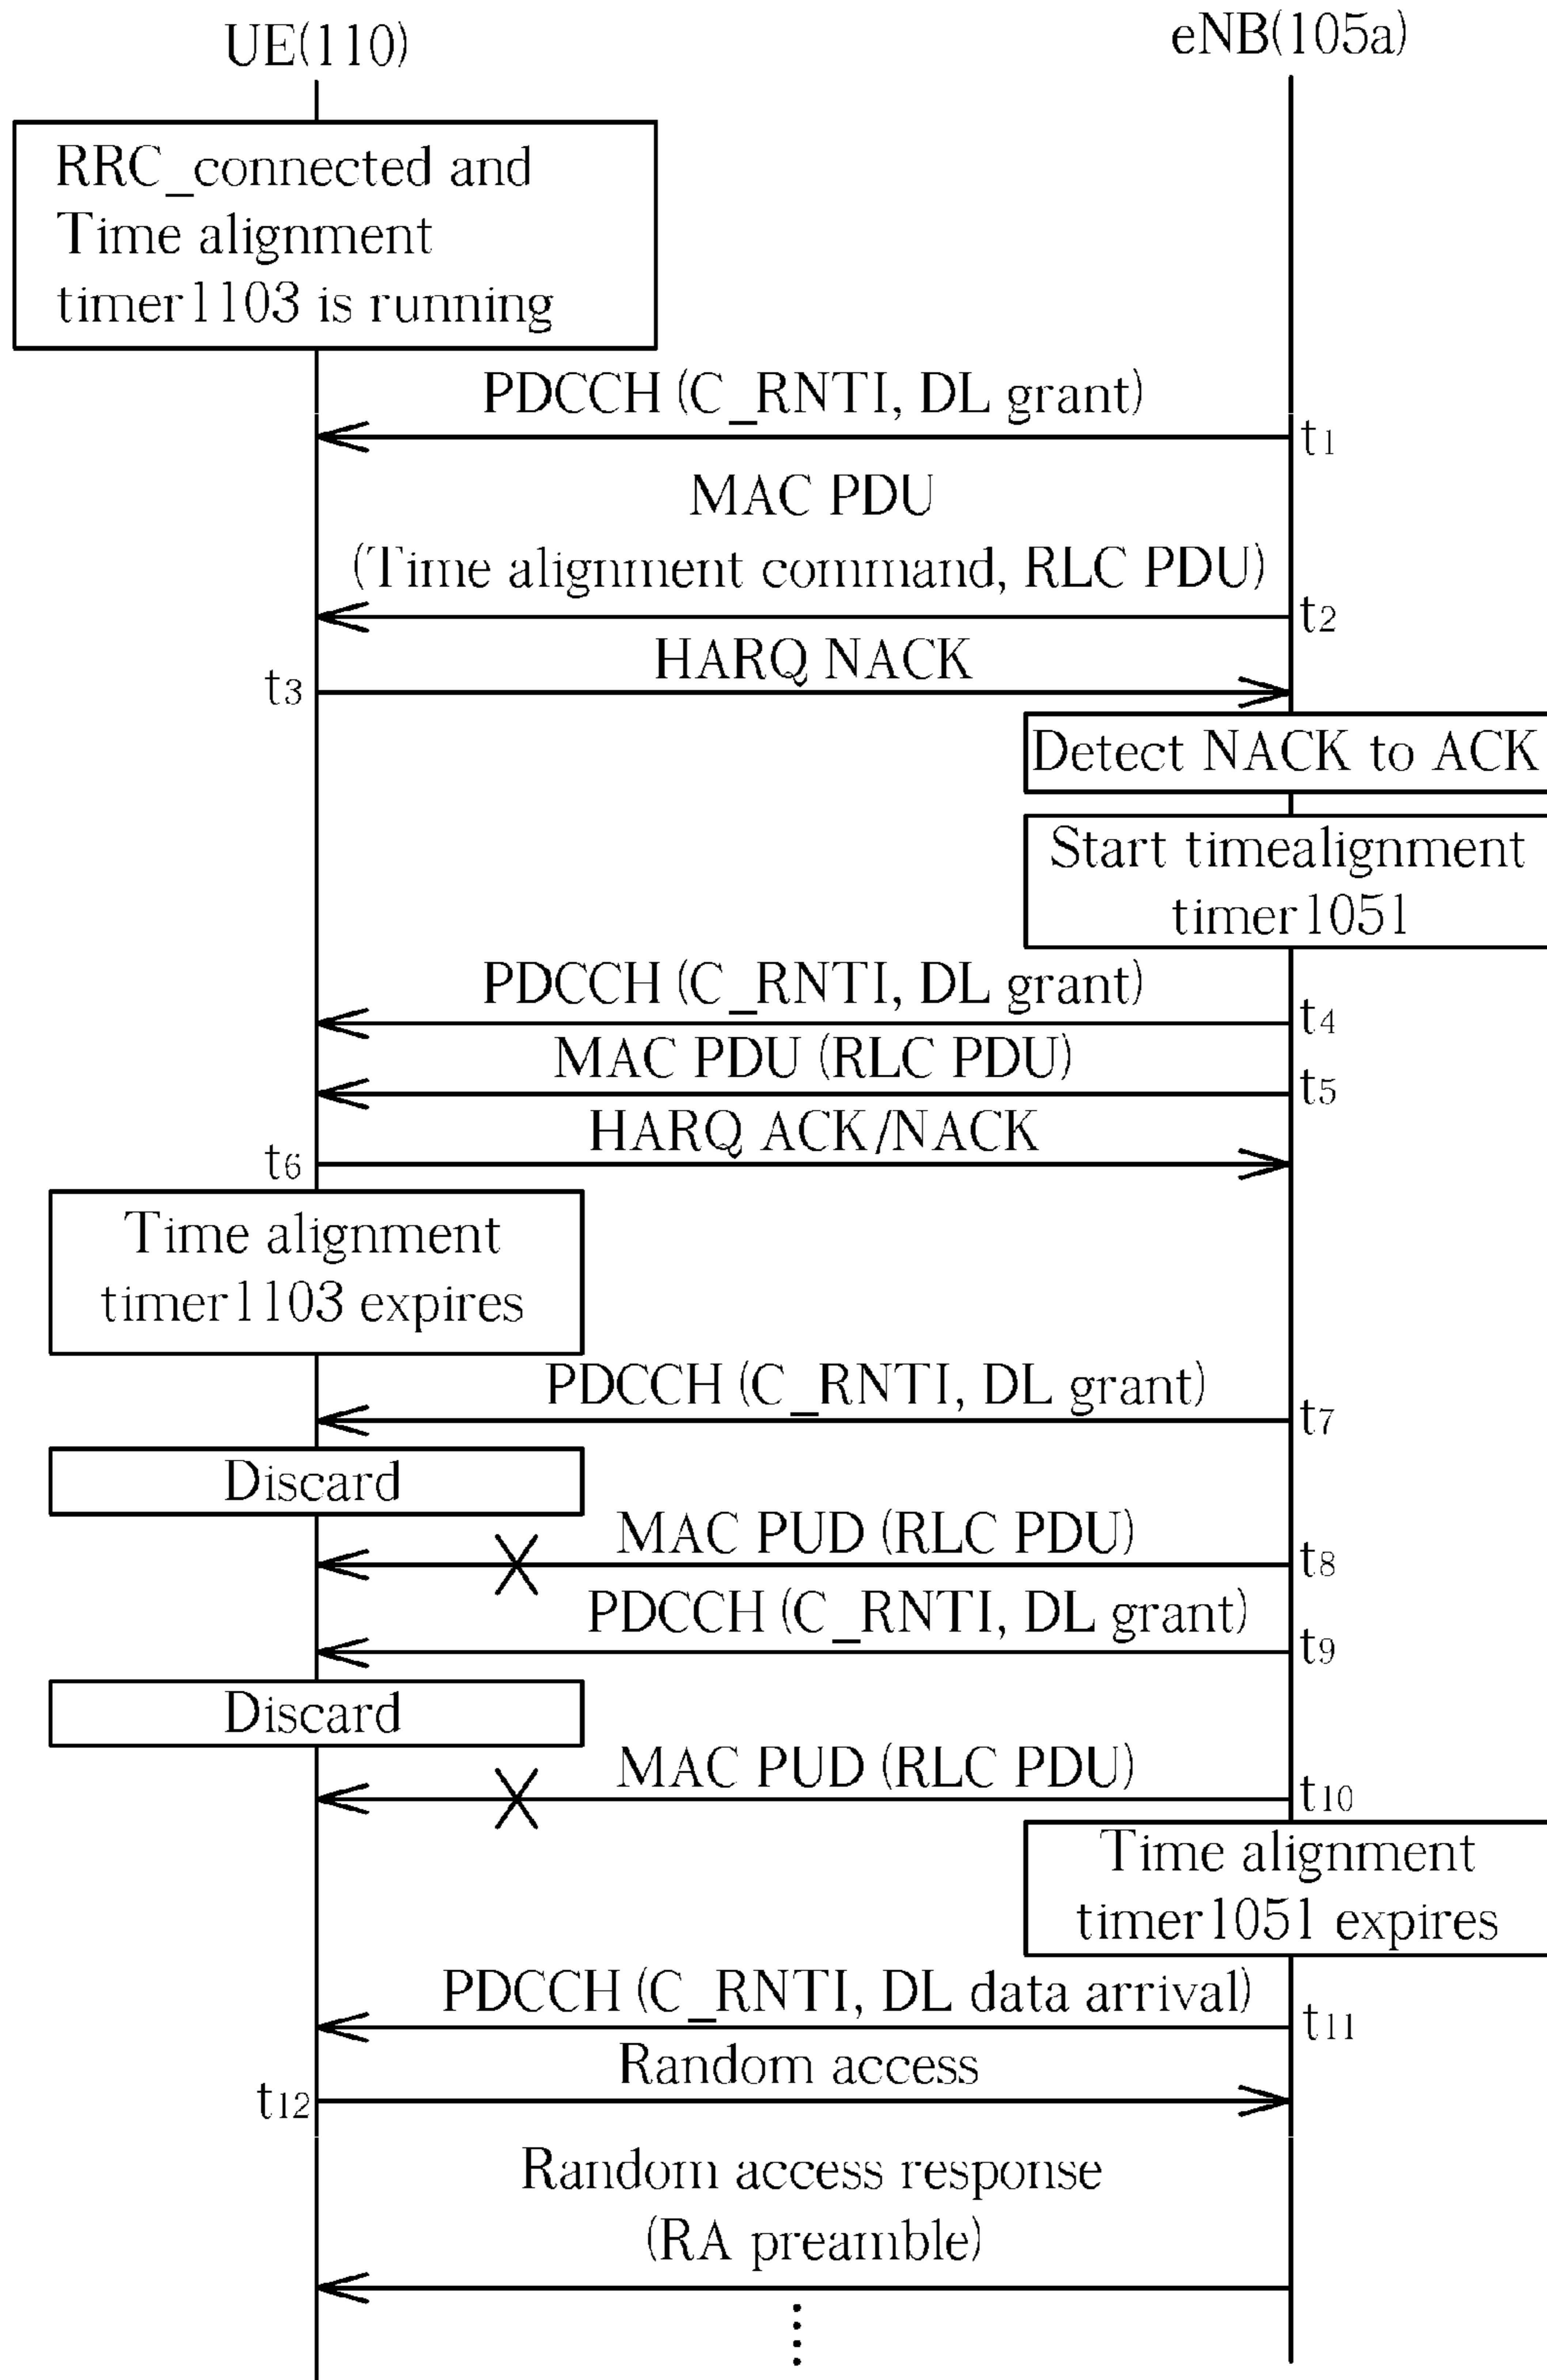 UE(110)
eNB(105a)
RRC_connected and
Time alignment
timer1103 is running
PDCCH (C_RNTI, DL grant)
t1
MAC PDU
(Time alignment command, RLC PDU)
t2
HARQ NACK
t3
Detect NACK to ACK
Start timealignment
timer1051
PDCCH (C_RNTI, DL grant)
t4
MAC PDU (RLC PDU)
t5
HARQ ACK/NACK
t6
Time alignment
timer1103 expires
PDCCH (C_RNTI, DL grant)
t7
Discard
MAC PUD (RLC PDU)
t8
PDCCH (C_RNTI, DL grant)
t9
Discard
MAC PUD (RLC PDU)
t10
Time alignment
timer1051 expires
PDCCH (C_RNTI, DL data arrival)
t11
Random access
t12
Random access response
(RA preamble)